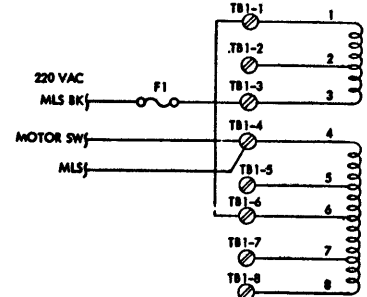 TB1-1
1
TB1-2
2
220 VAC
F1
TB1-3
MLS BK
3
TB1-4
MOTOR SW
4
MLS
TB1-5
5
TB1-6
6
TB1-7
7
TB1-8
8